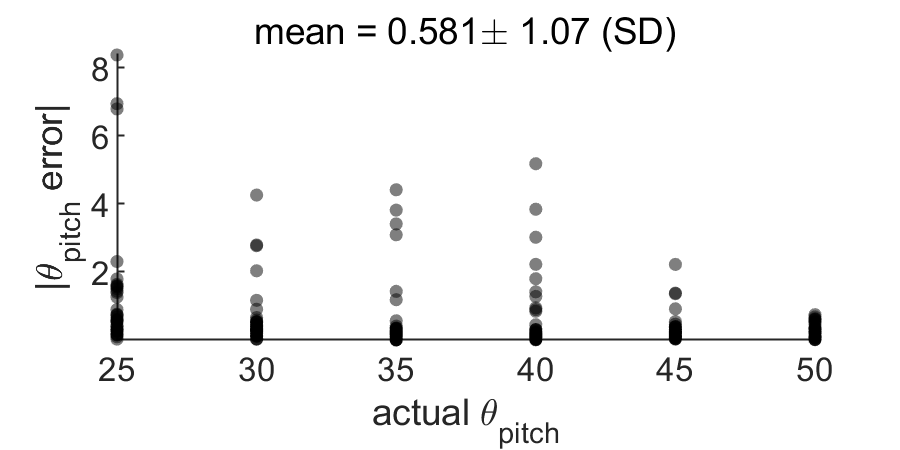 mean = 0.581± 1.07 (SD)
|θpitch error|
8
6
4
2
25 30 35 40 45 50
actual θpitch